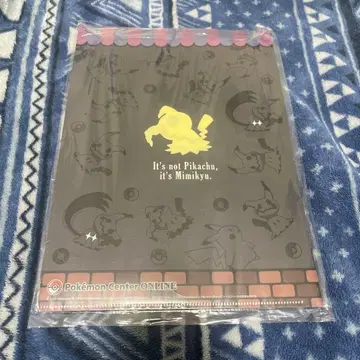 It's not Pikachu,
it's Mimikyu.
Pokémon Center ONLINE